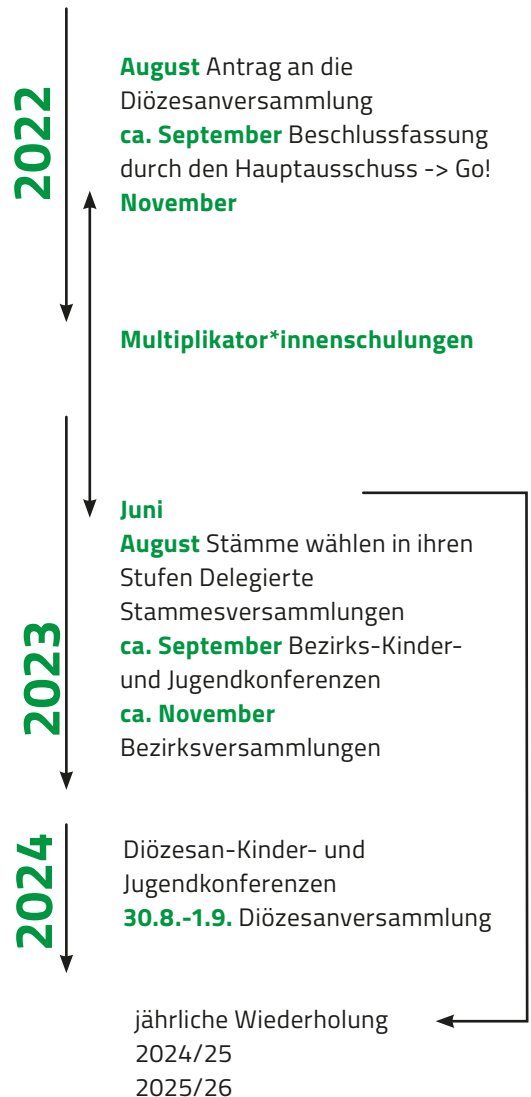 2022
August Antrag an die
Diözesanversammlung
ca. September Beschlussfassung
durch den Hauptausschuss -> Go!
November
Multiplikator*innenschulungen
2023
Juni
August Stämme wählen in ihren
Stufen Delegierte
Stammesversammlungen
ca. September Bezirks-Kinder-
und Jugendkonferenzen
ca. November
Bezirksversammlungen
2024
Diözesan-Kinder- und
Jugendkonferenzen
30.8.-1.9. Diözesanversammlung
jährliche Wiederholung
2024/25
2025/26